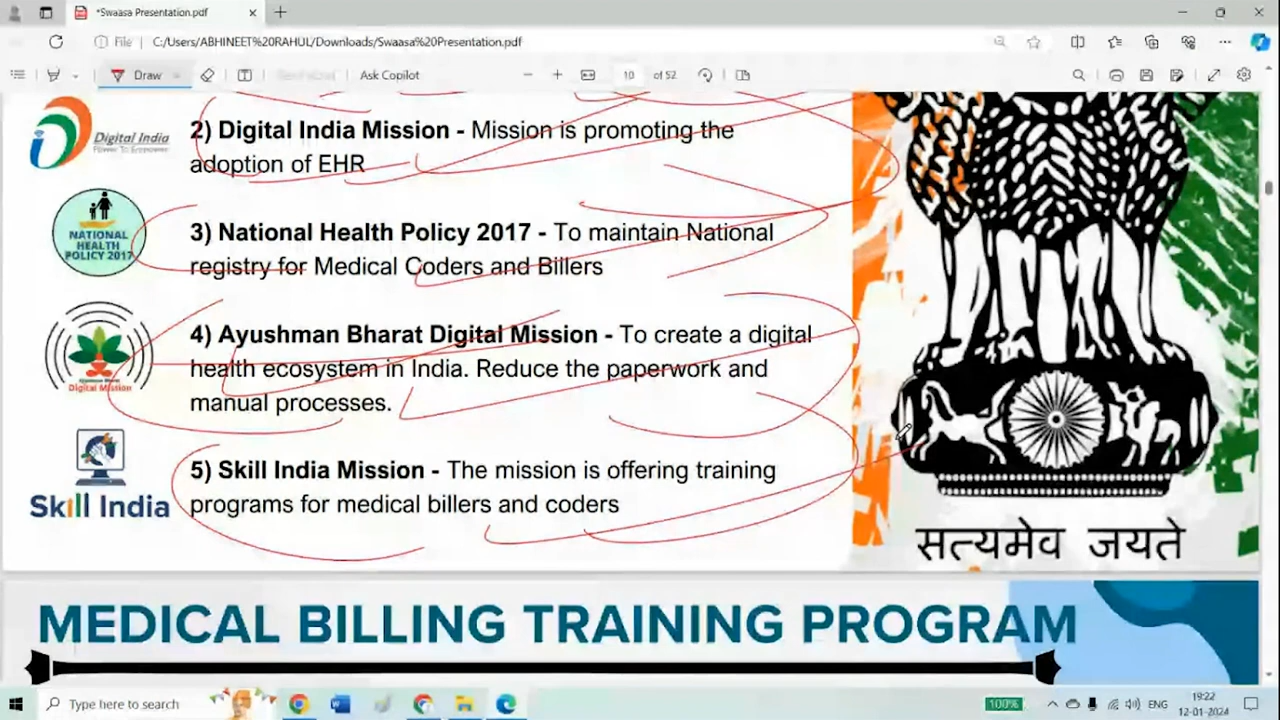 *Swaasa Presentation.pdf
File C:/Users/ABHINEET%20RAHUL/Downloads/Swaasa%20Presentation.pdf
Draw Ask Copilot 10 of 52
Digital India
Power To Empower
2) Digital India Mission - Mission is promoting the
adoption of EHR
NATIONAL
HEALTH
POLICY 2017
3) National Health Policy 2017 - To maintain National
registry for Medical Coders and Billers
Ayushman Bharat
Digital Mission
4) Ayushman Bharat Digital Mission - To create a digital
health ecosystem in India. Reduce the paperwork and
manual processes.
Skill India
5) Skill India Mission - The mission is offering training
programs for medical billers and coders
सत्यमेव जयते
MEDICAL BILLING TRAINING PROGRAM
Type here to search
100%
ENG
19:22
12-01-2024